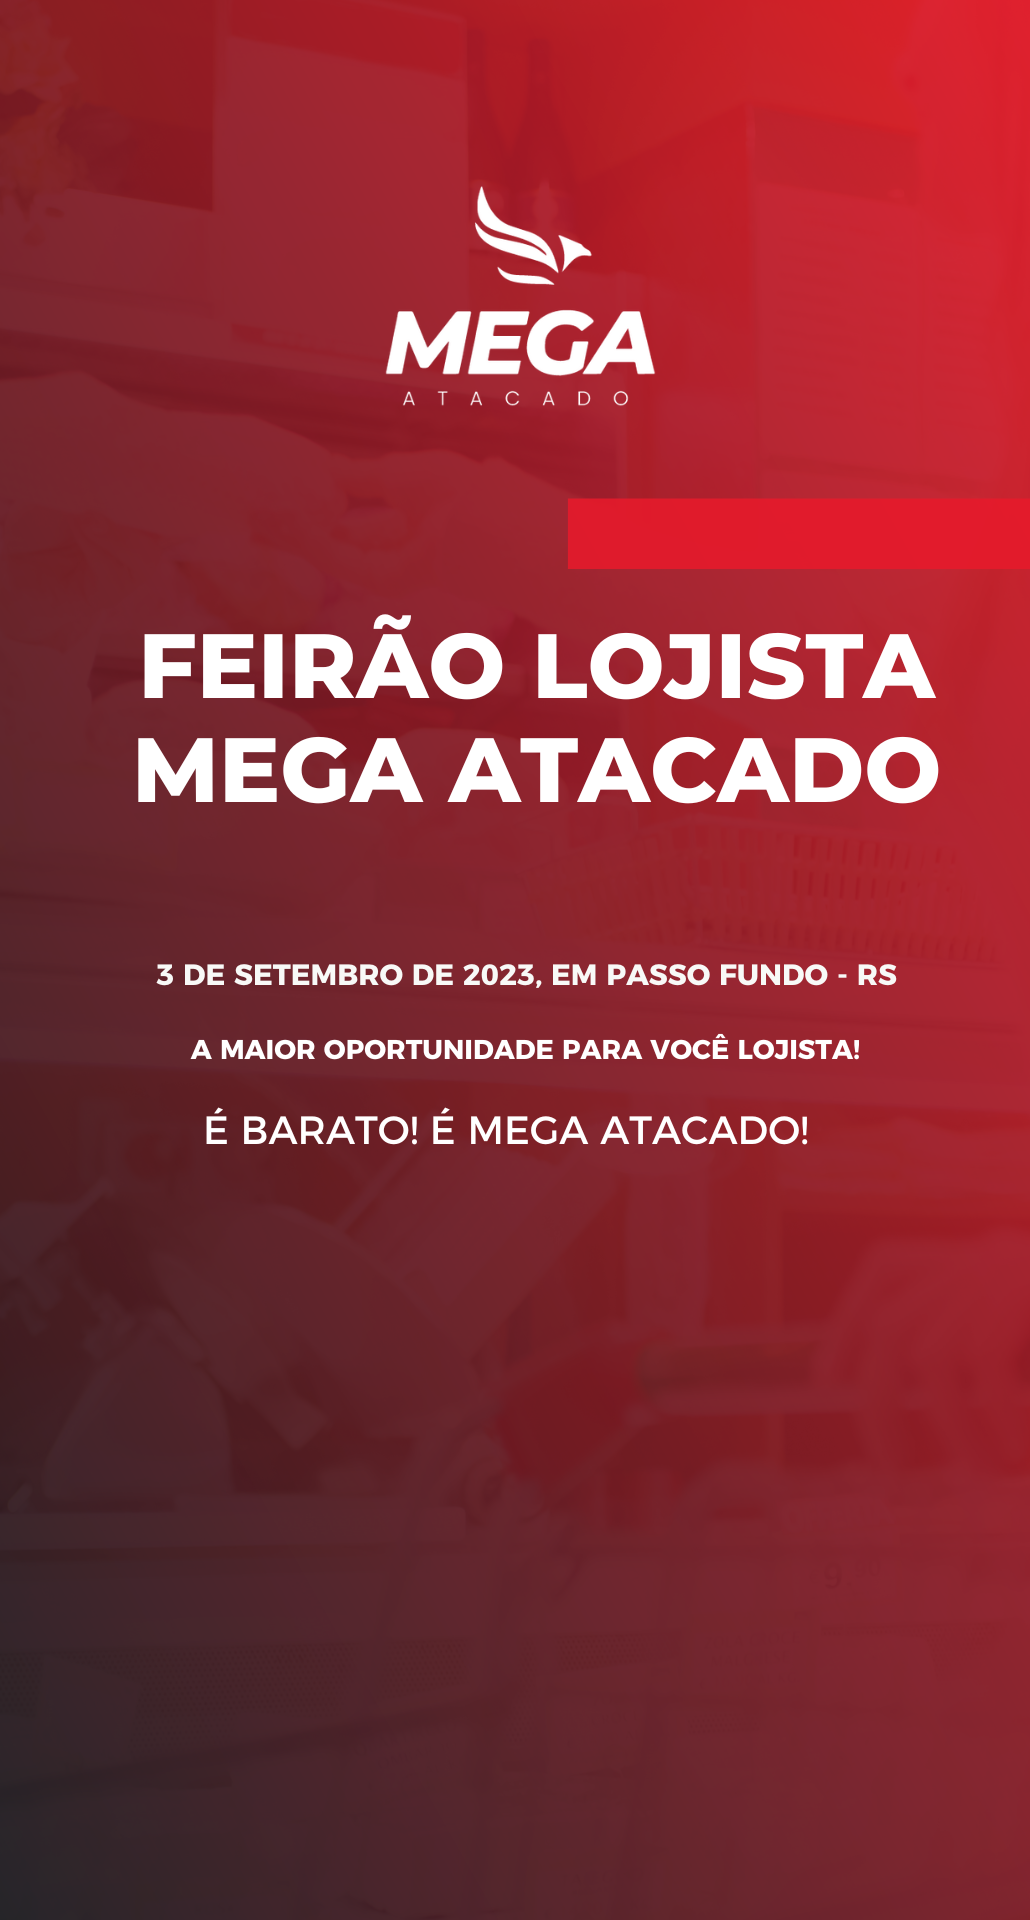 MEGA
ATACADO
FEIRÃO LOJISTA
MEGA ATACADO
3 DE SETEMBRO DE 2023, EM PASSO FUNDO - RS
A MAIOR OPORTUNIDADE PARA VOCÊ LOJISTA!
É BARATO! É MEGA ATACADO!
9